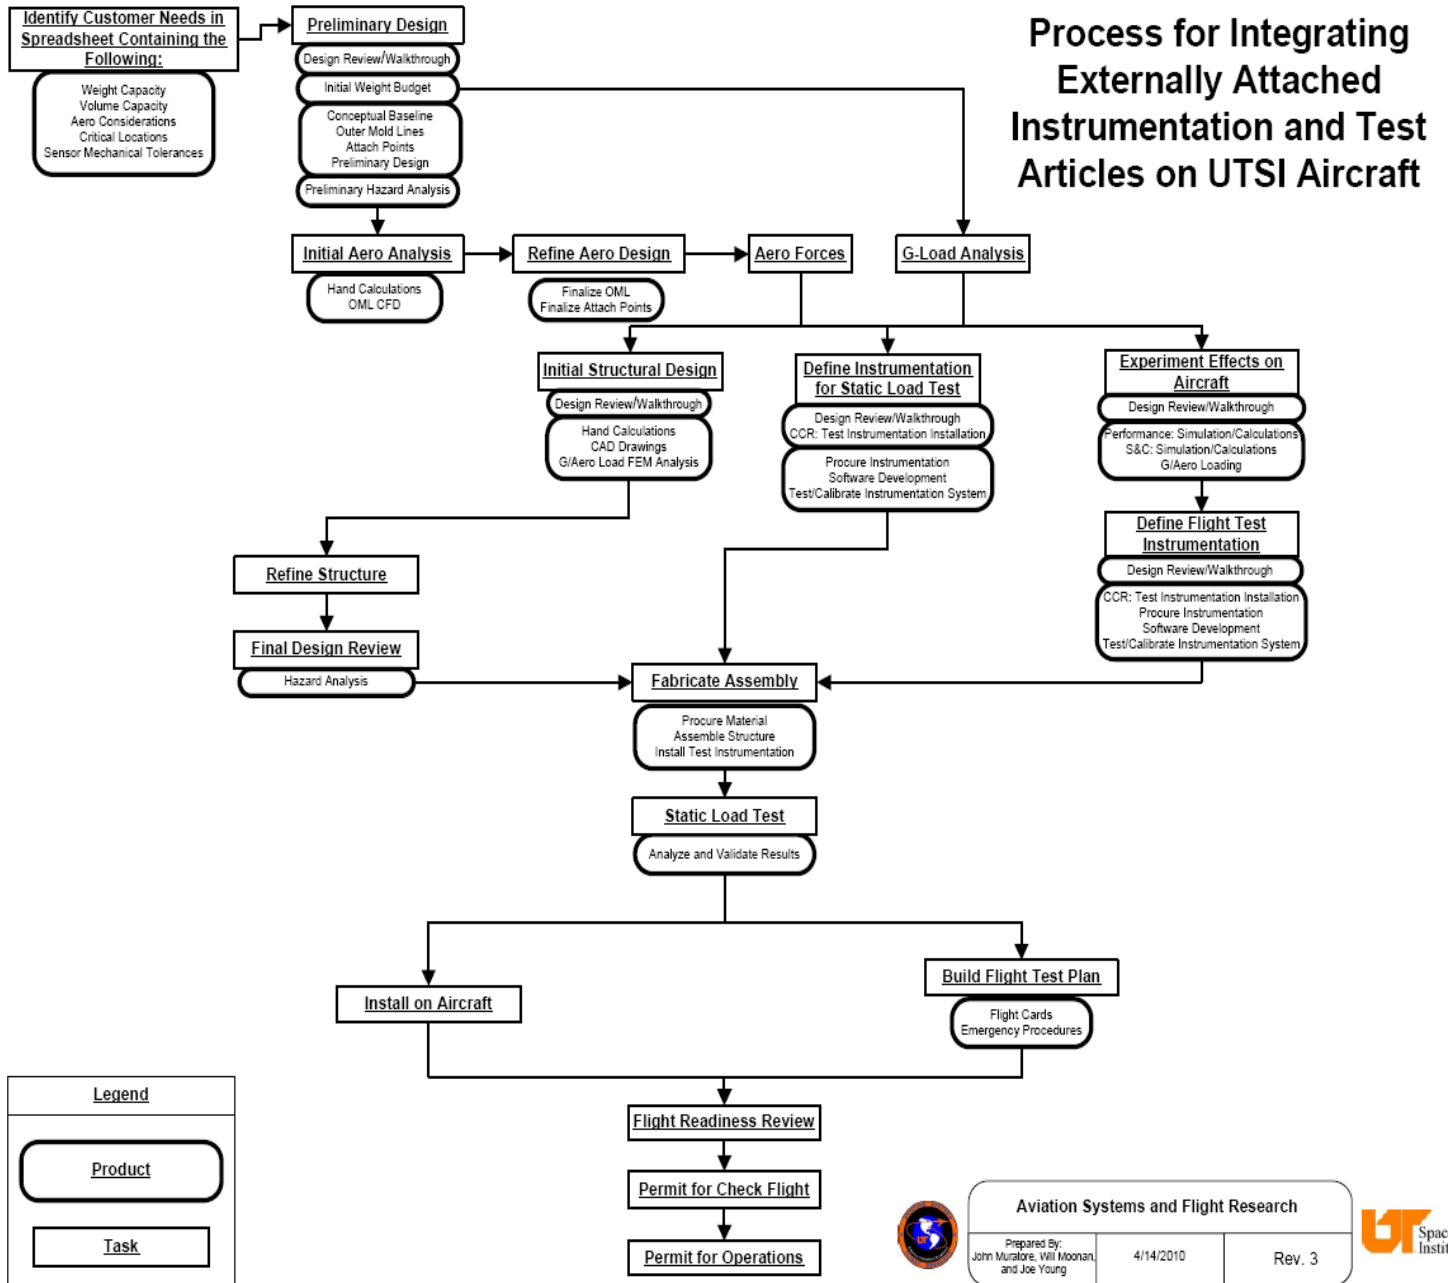 Process for Integrating
Externally Attached
Instrumentation and Test
Articles on UTSI Aircraft
Identify Customer Needs in
Spreadsheet Containing the
Following:
Weight Capacity
Volume Capacity
Aero Considerations
Critical Locations
Sensor Mechanical Tolerances
Preliminary Design
Design Review/Walkthrough
Initial Weight Budget
Conceptual Baseline
Outer Mold Lines
Attach Points
Preliminary Design
Preliminary Hazard Analysis
Initial Aero Analysis
Hand Calculations
OML CFD
Refine Aero Design
Finalize OML
Finalize Attach Points
Aero Forces
G-Load Analysis
Initial Structural Design
Design Review/Walkthrough
Hand Calculations
CAD Drawings
G/Aero Load FEM Analysis
Define Instrumentation
for Static Load Test
Design Review/Walkthrough
CCR: Test Instrumentation Installation
Procure Instrumentation
Software Development
Test/Calibrate Instrumentation System
Experiment Effects on
Aircraft
Design Review/Walkthrough
Performance: Simulation/Calculations
S&C: Simulation/Calculations
G/Aero Loading
Define Flight Test
Instrumentation
Design Review/Walkthrough
CCR: Test Instrumentation Installation
Procure Instrumentation
Software Development
Test/Calibrate Instrumentation System
Refine Structure
Final Design Review
Hazard Analysis
Fabricate Assembly
Procure Material
Assemble Structure
Install Test Instrumentation
Static Load Test
Analyze and Validate Results
Install on Aircraft
Build Flight Test Plan
Flight Cards
Emergency Procedures
Flight Readiness Review
Permit for Check Flight
Permit for Operations
Legend
Product
Task
Aviation Systems and Flight Research
Prepared By:
John Muratore, Will Moonan,
and Joe Young
4/14/2010
Rev. 3
UT